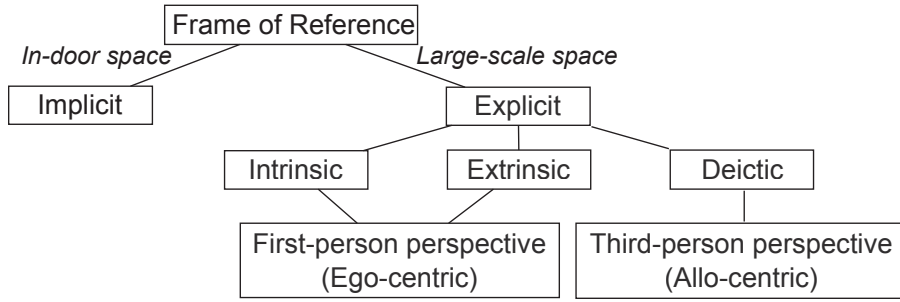 Frame of Reference
In-door space
Large-scale space
Implicit
Explicit
Intrinsic
Extrinsic
Deictic
First-person perspective
(Ego-centric)
Third-person perspective
(Allo-centric)